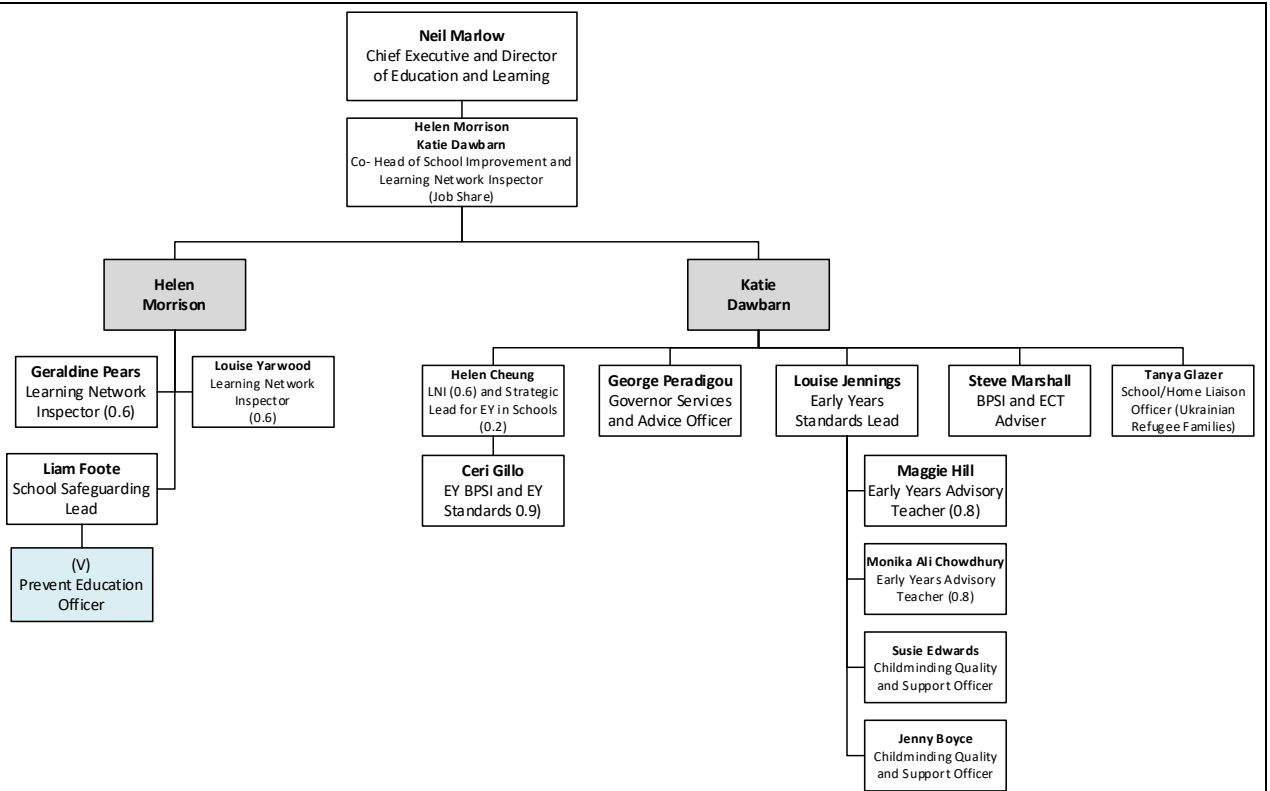 Neil Marlow
Chief Executive and Director
of Education and Learning
Helen Morrison
Katie Dawbarn
Co- Head of School Improvement and
Learning Network Inspector
(Job Share)
Helen
Morrison
Katie
Dawbarn
Geraldine Pears
Learning Network
Inspector (0.6)
Louise Yarwood
Learning Network
Inspector
(0.6)
Helen Cheung
LNI (0.6) and Strategic
Lead for EY in Schools
(0.2)
George Peradigou
Governor Services
and Advice Officer
Louise Jennings
Early Years
Standards Lead
Steve Marshall
BPSI and ECT
Adviser
Tanya Glazer
School/Home Liaison
Officer (Ukrainian
Refugee Families)
Liam Foote
School Safeguarding
Lead
Ceri Gillo
EY BPSI and EY
Standards 0.9)
Maggie Hill
Early Years Advisory
Teacher (0.8)
(V)
Prevent Education
Officer
Monika Ali Chowdhury
Early Years Advisory
Teacher (0.8)
Susie Edwards
Childminding Quality
and Support Officer
Jenny Boyce
Childminding Quality
and Support Officer